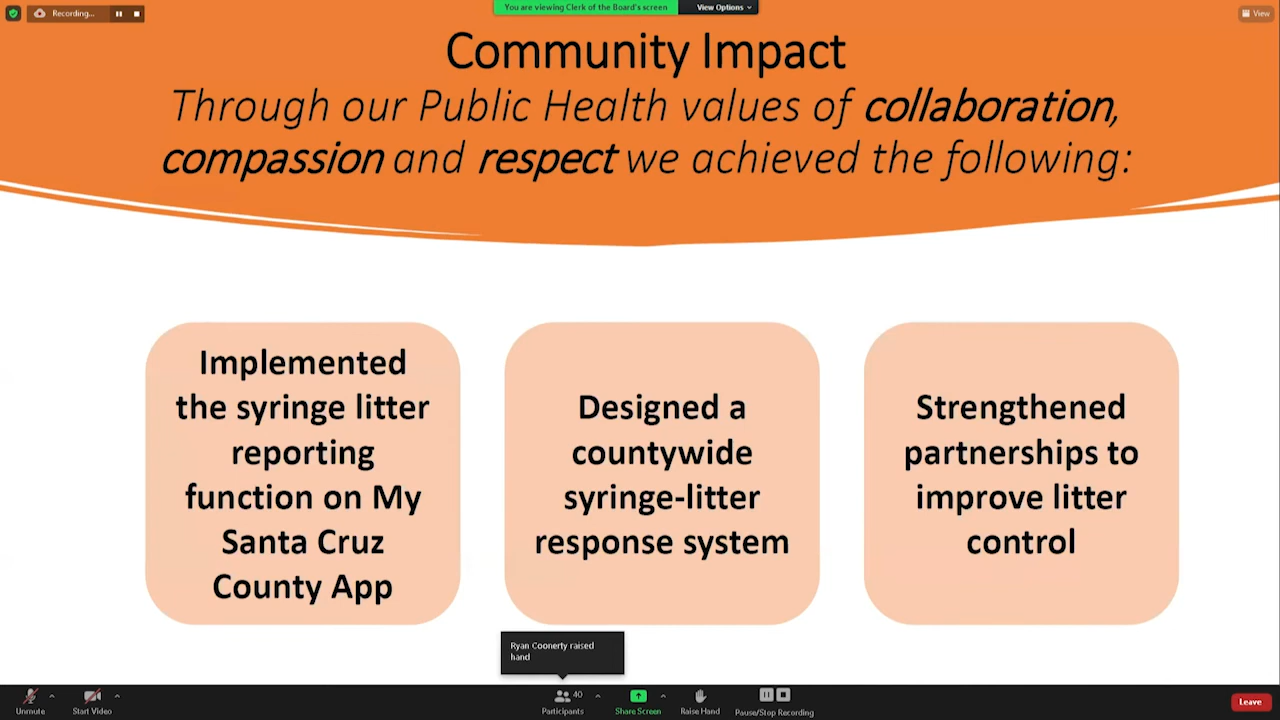 Recording...
You are viewing Clerk of the Board's screen
View Options
View
Community Impact
Through our Public Health values of collaboration,
compassion and respect we achieved the following:
Implemented
the syringe litter
reporting
function on My
Santa Cruz
County App
Designed a
countywide
syringe-litter
response system
Strengthened
partnerships to
improve litter
control
Ryan Coonerty raised
hand
Unmute
Start Video
40
Participants
Share Screen
Raise Hand
Pause/Stop Recording
Leave